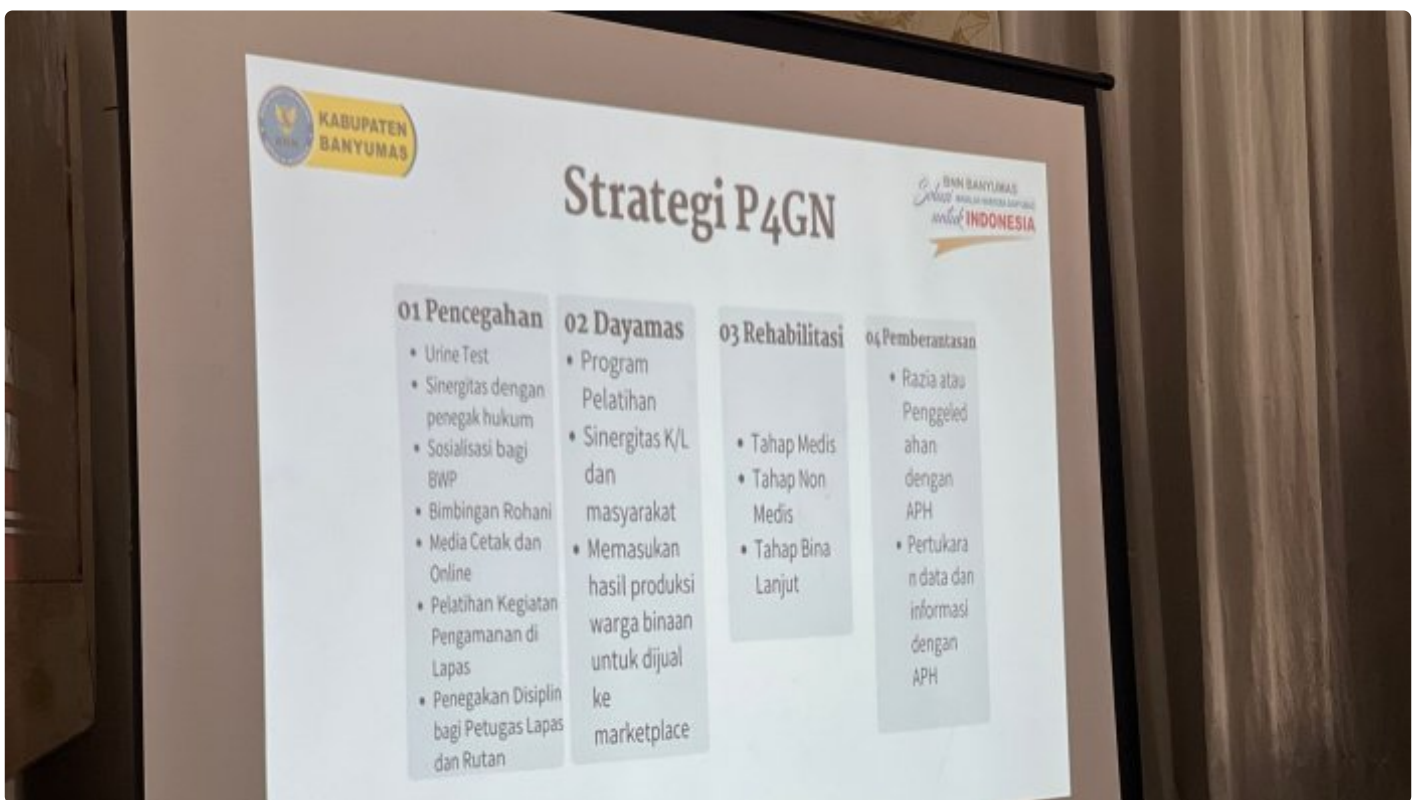 KABUPATEN
BANYUMAS
Strategi P4GN
BNN BANYUMAS
Solusi
untuk INDONESIA
01 Pencegahan
• Urine Test
• Sinergitas dengan
penegak hukum
• Sosialisasi bagi
BWP
• Bimbingan Rohani
• Media Cetak dan
Online
• Pelatihan Kegiatan
Pengamanan di
Lapas
• Penegakan Disiplin
bagi Petugas Lapas
dan Rutan
02 Dayamas
• Program
Pelatihan
• Sinergitas K/L
dan
masyarakat
• Memasukan
hasil produksi
warga binaan
untuk dijual
ke
marketplace
03 Rehabilitasi
• Tahap Medis
• Tahap Non
Medis
• Tahap Bina
Lanjut
04 Pemberantasan
• Razia atau
Penggeled
ahan
dengan
APH
• Pertukara
n data dan
informasi
dengan
APH